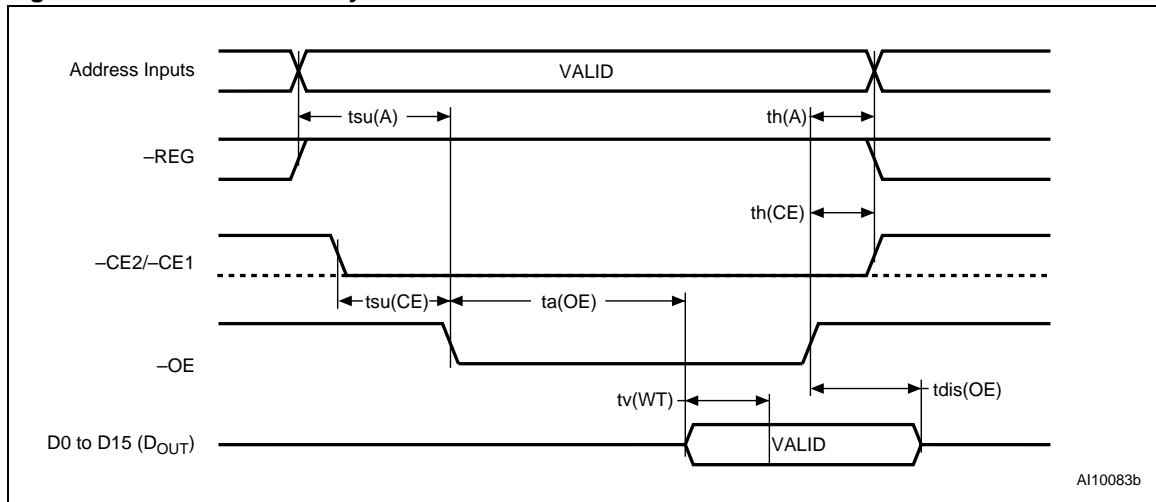 Address Inputs
VALID
tsu(A)
th(A)
–REG
th(CE)
–CE2/–CE1
tsu(CE)
ta(OE)
–OE
tv(WT)
tdis(OE)
D0 to D15 (DOUT)
VALID
AI10083b